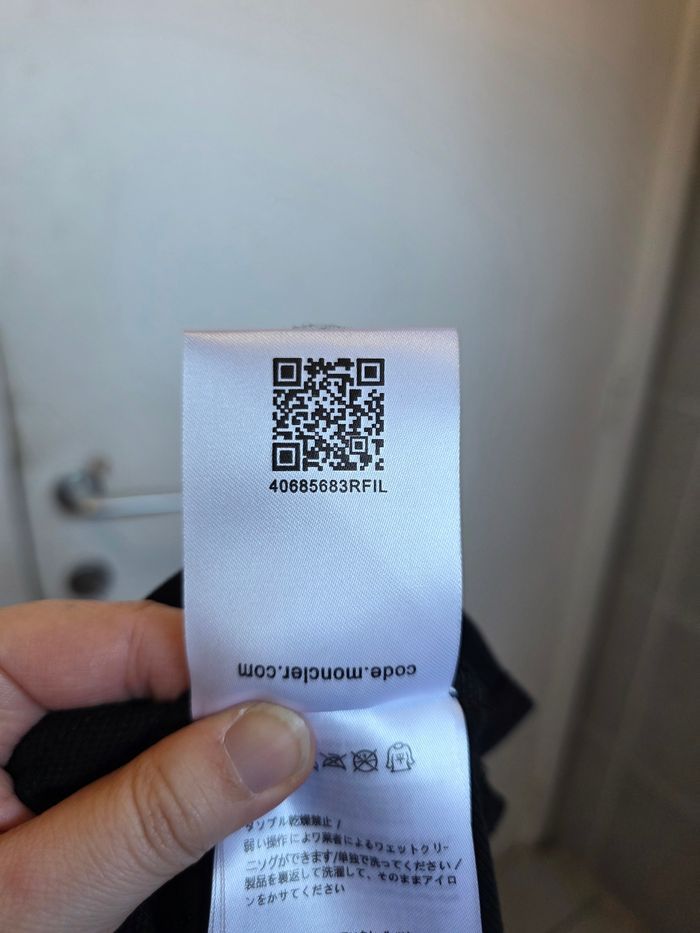 40685683RFIL
code.moncler.com
平
タンブル乾燥禁止 /
弱い操作により業者によるウェットクリー
ニングができます/単独で洗ってください/
製品を裏返して洗濯して、そのままアイロ
ンをかけてください